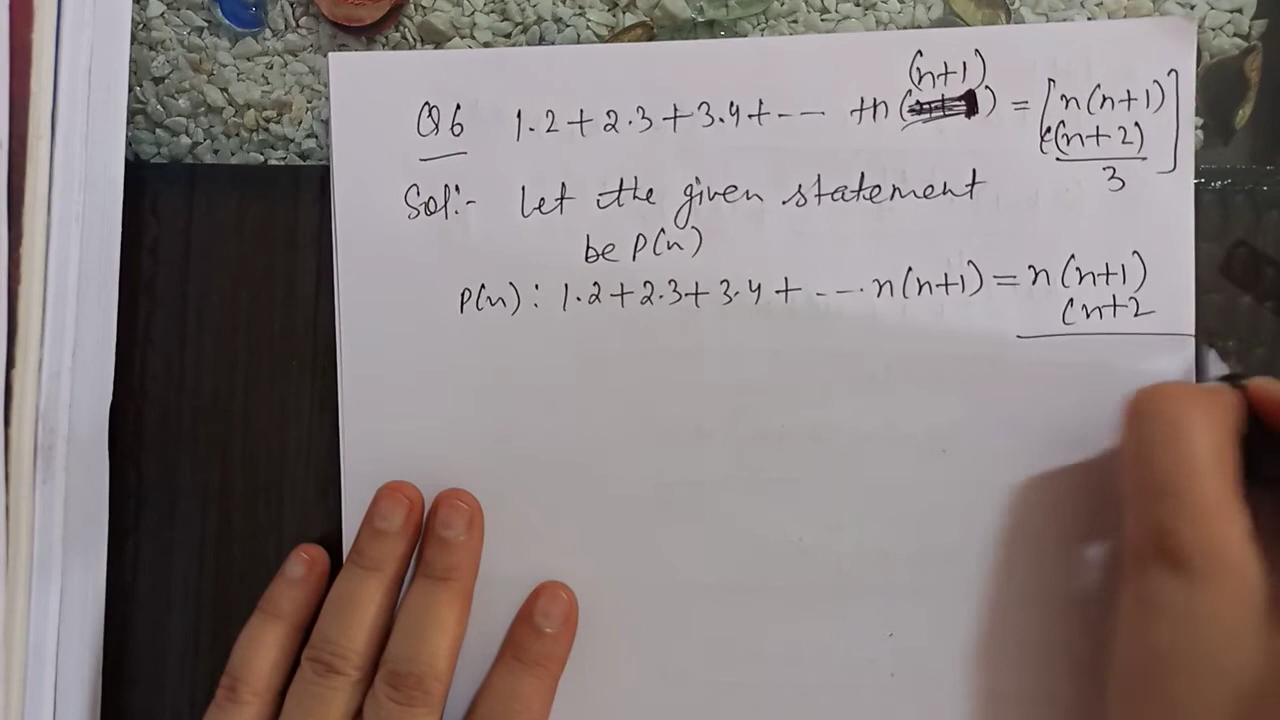 Q6 1.2+2.3+3.4+-- +n( (n+1) ) = [n(n+1)
(n+2)]
3
Sol:- Let the given statement
be P(n)
P(n): 1.2+2.3+3.4+ ---. n(n+1) = n(n+1)
(n+2